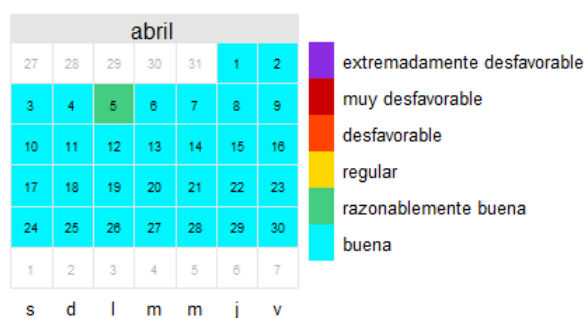 abril
27 28 29 30 31 1 2
3 4 5 6 7 8 9
10 11 12 13 14 15 16
17 18 19 20 21 22 23
24 25 26 27 28 29 30
1 2 3 4 5 6 7
s d l m m j v
extremadamente desfavorable
muy desfavorable
desfavorable
regular
razonablemente buena
buena